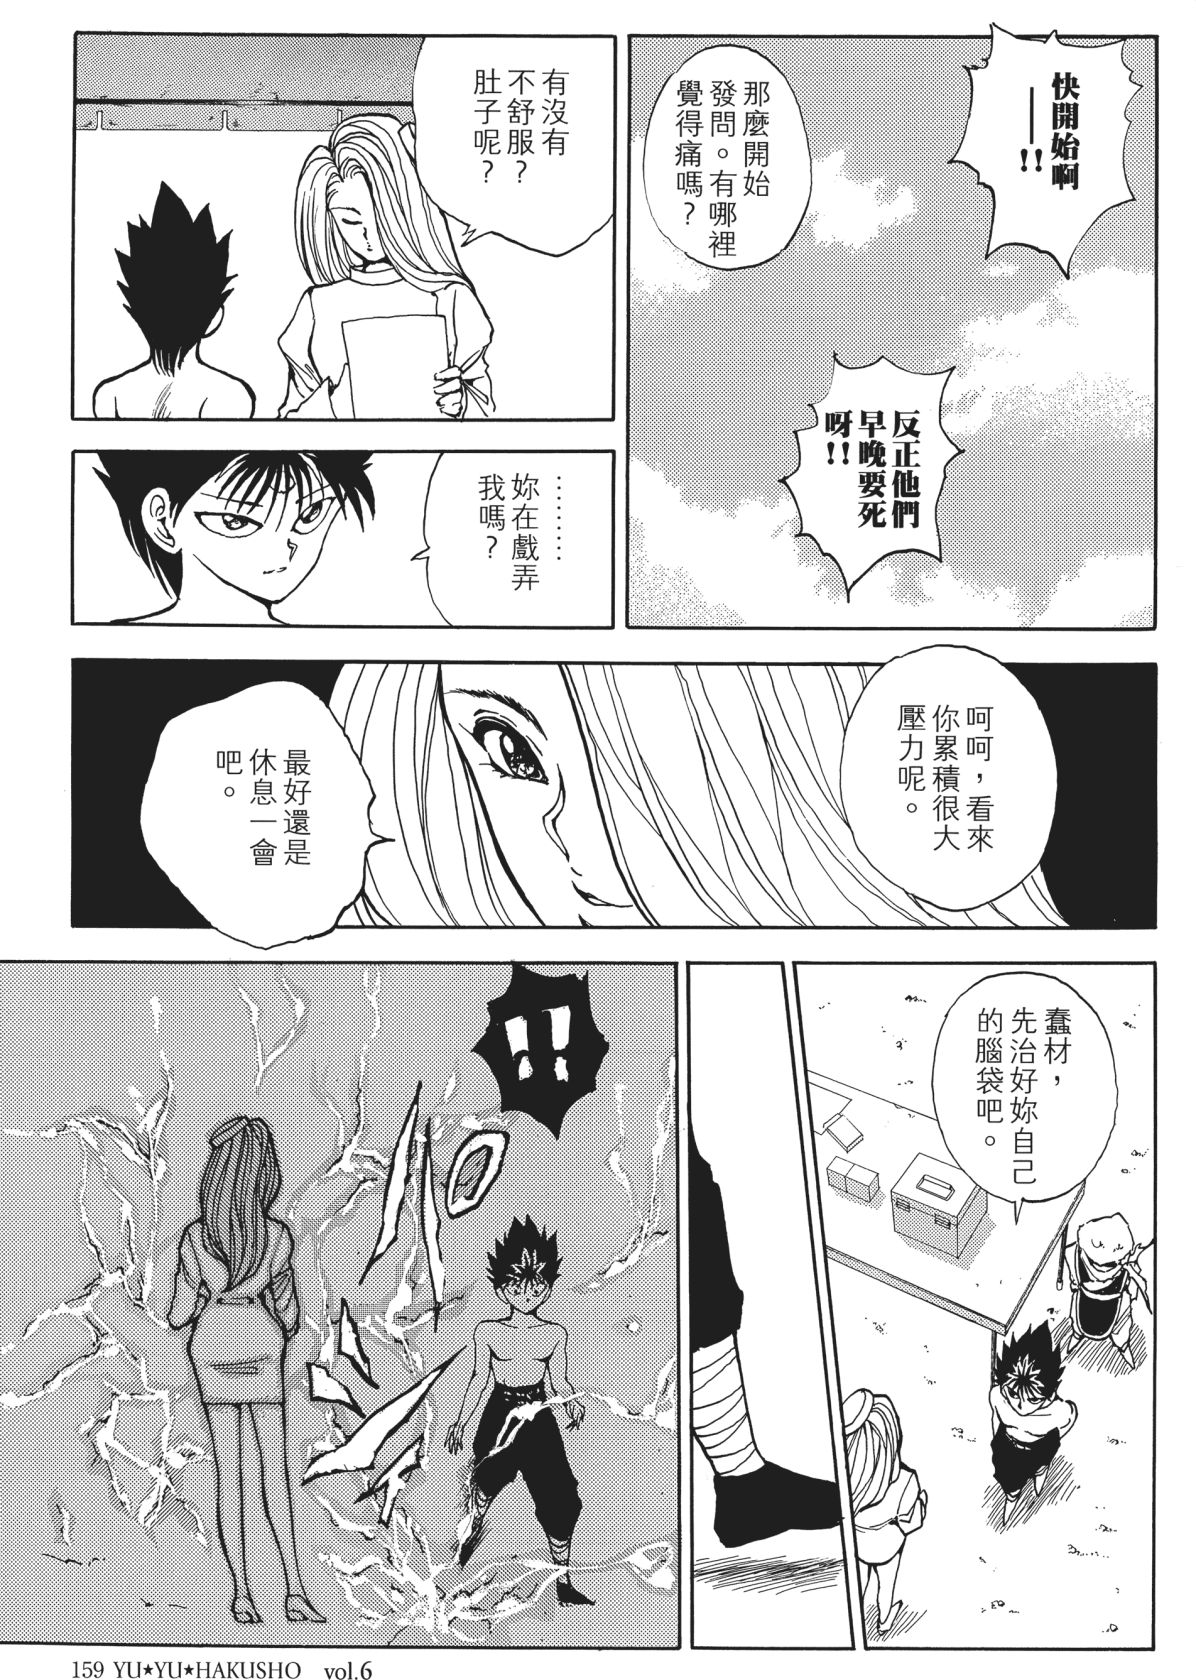 快開始啊
——!!
那麼開始
發問。有哪裡
覺得痛嗎?
反正他們
早晚要死
呀!!
有沒有
不舒服?
肚子呢?
………
妳在戲弄
我嗎?
呵呵，看來
你累積很大
壓力呢。
最好還是
休息一會
吧。
蠢材，
先治好妳自己
的腦袋吧。
!!
159 YU★YU★HAKUSHO vol.6